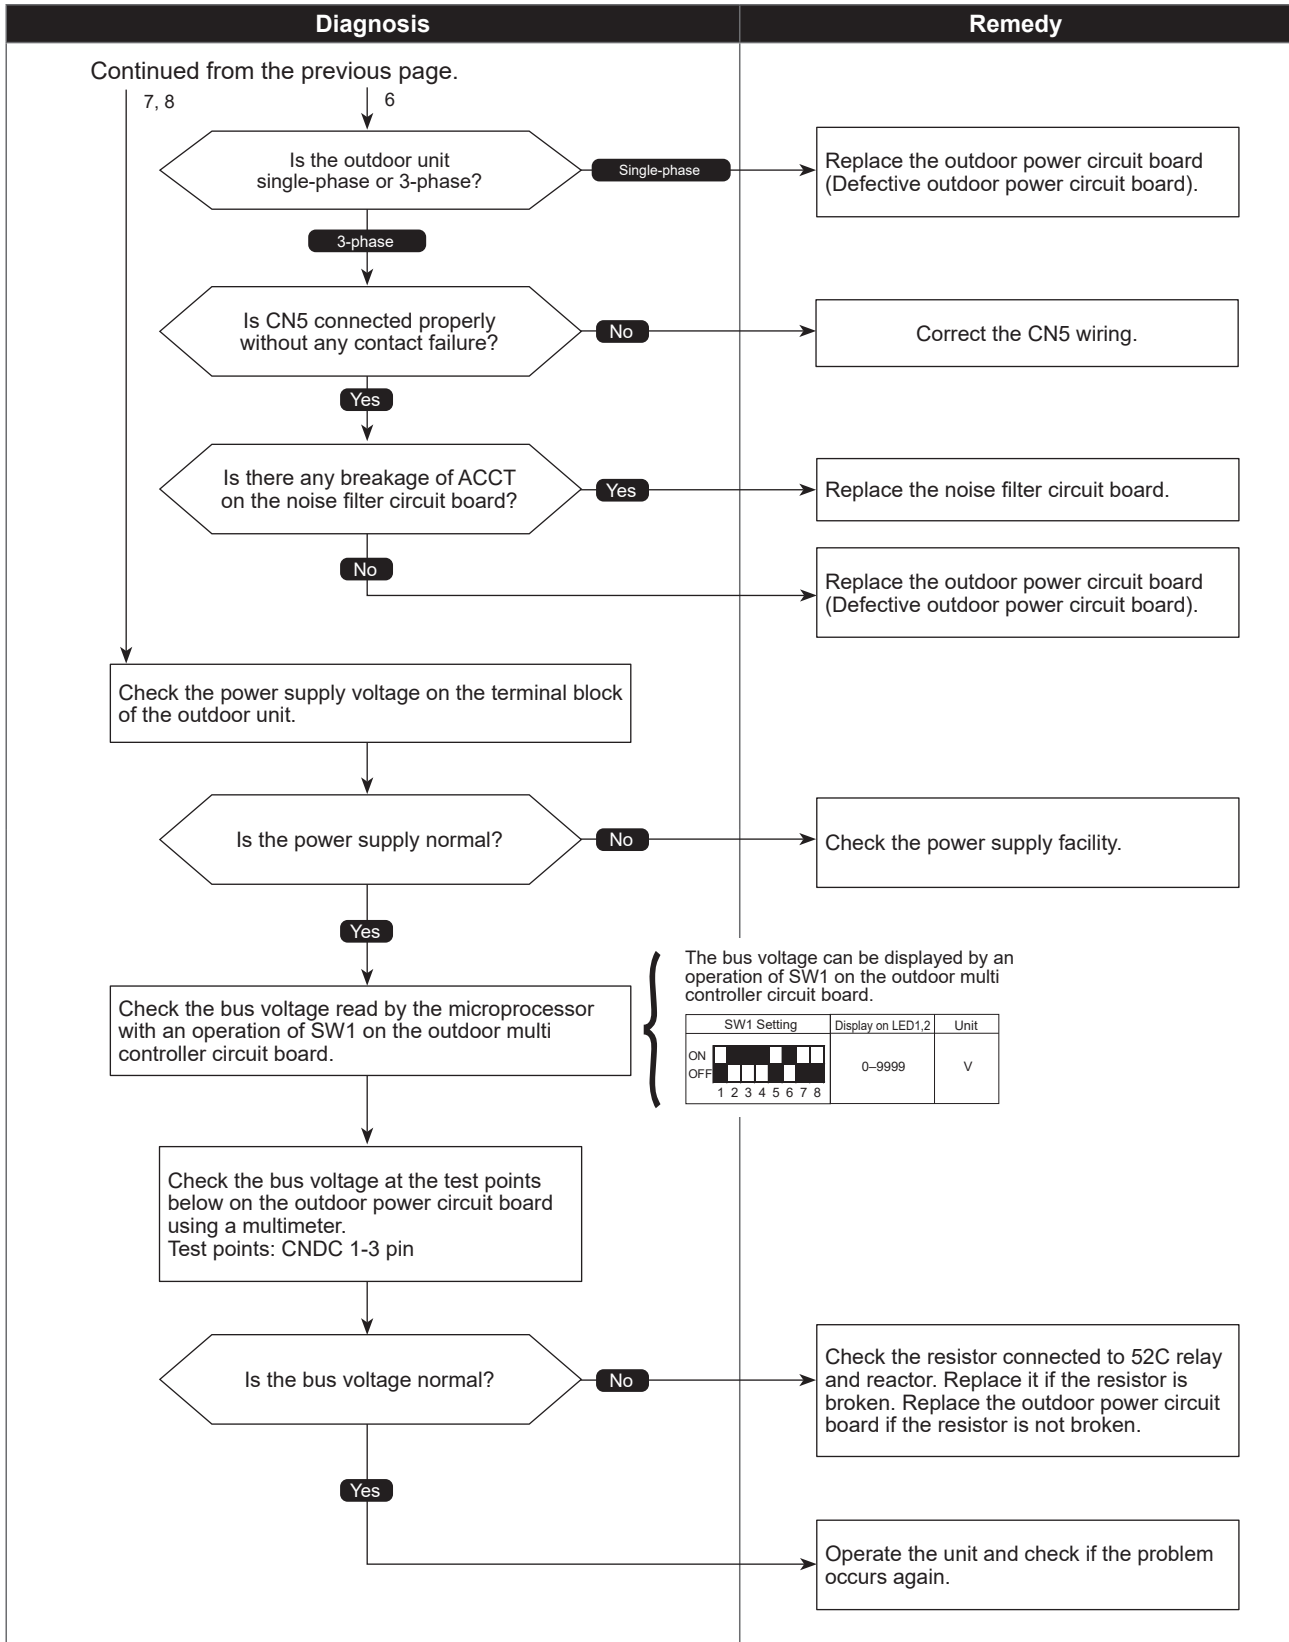 Diagnosis
Remedy
Continued from the previous page.
7, 8
6
Is the outdoor unit
single-phase or 3-phase?
Single-phase
Replace the outdoor power circuit board
(Defective outdoor power circuit board).
3-phase
Is CN5 connected properly
without any contact failure?
No
Correct the CN5 wiring.
Yes
Is there any breakage of ACCT
on the noise filter circuit board?
Yes
Replace the noise filter circuit board.
No
Replace the outdoor power circuit board
(Defective outdoor power circuit board).
Check the power supply voltage on the terminal block
of the outdoor unit.
Is the power supply normal?
No
Check the power supply facility.
Yes
Check the bus voltage read by the microprocessor
with an operation of SW1 on the outdoor multi
controller circuit board.
The bus voltage can be displayed by an
operation of SW1 on the outdoor multi
controller circuit board.
SW1 Setting
Display on LED1,2
Unit
ON
OFF
1 2 3 4 5 6 7 8
0–9999
V
Check the bus voltage at the test points
below on the outdoor power circuit board
using a multimeter.
Test points: CNDC 1-3 pin
Is the bus voltage normal?
No
Check the resistor connected to 52C relay
and reactor. Replace it if the resistor is
broken. Replace the outdoor power circuit
board if the resistor is not broken.
Yes
Operate the unit and check if the problem
occurs again.